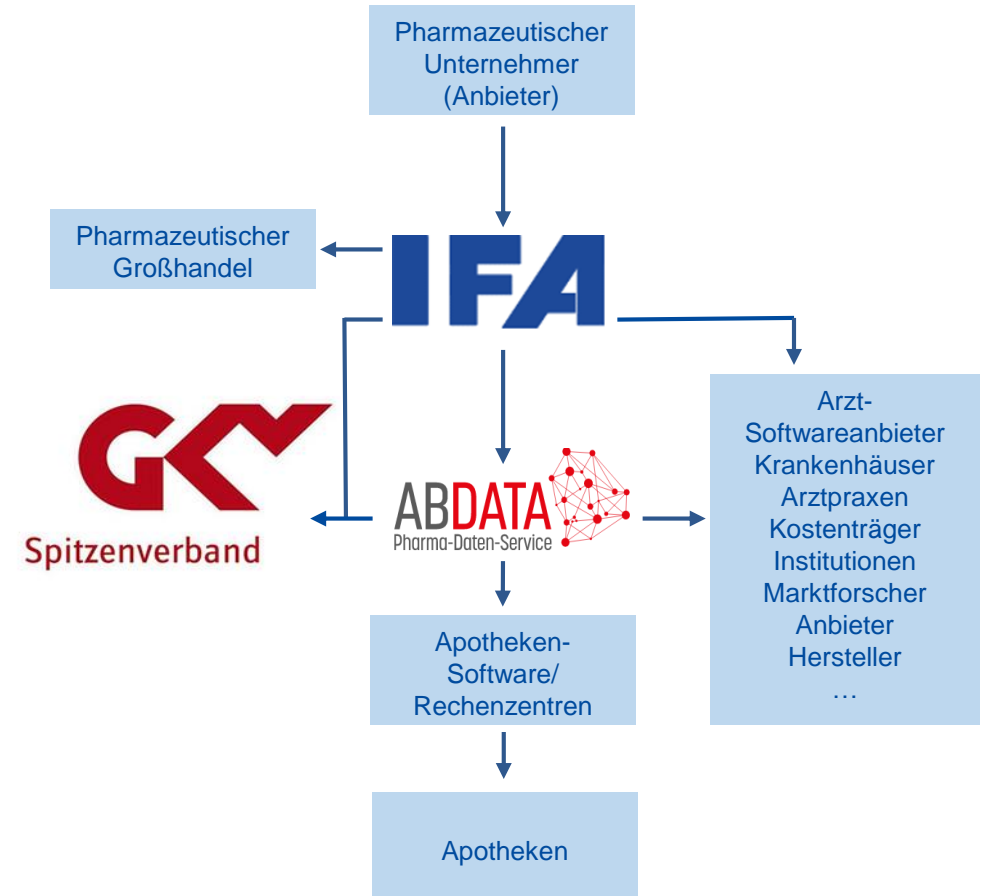 Pharmazeutischer
Unternehmer
(Anbieter)
Pharmazeutischer
Großhandel
IFA
GKV
Spitzenverband
ABDATA
Pharma-Daten-Service
Arzt-
Softwareanbieter
Krankenhäuser
Arztpraxen
Kostenträger
Institutionen
Marktforscher
Anbieter
Hersteller
…
Apotheken-
Software/
Rechenzentren
Apotheken